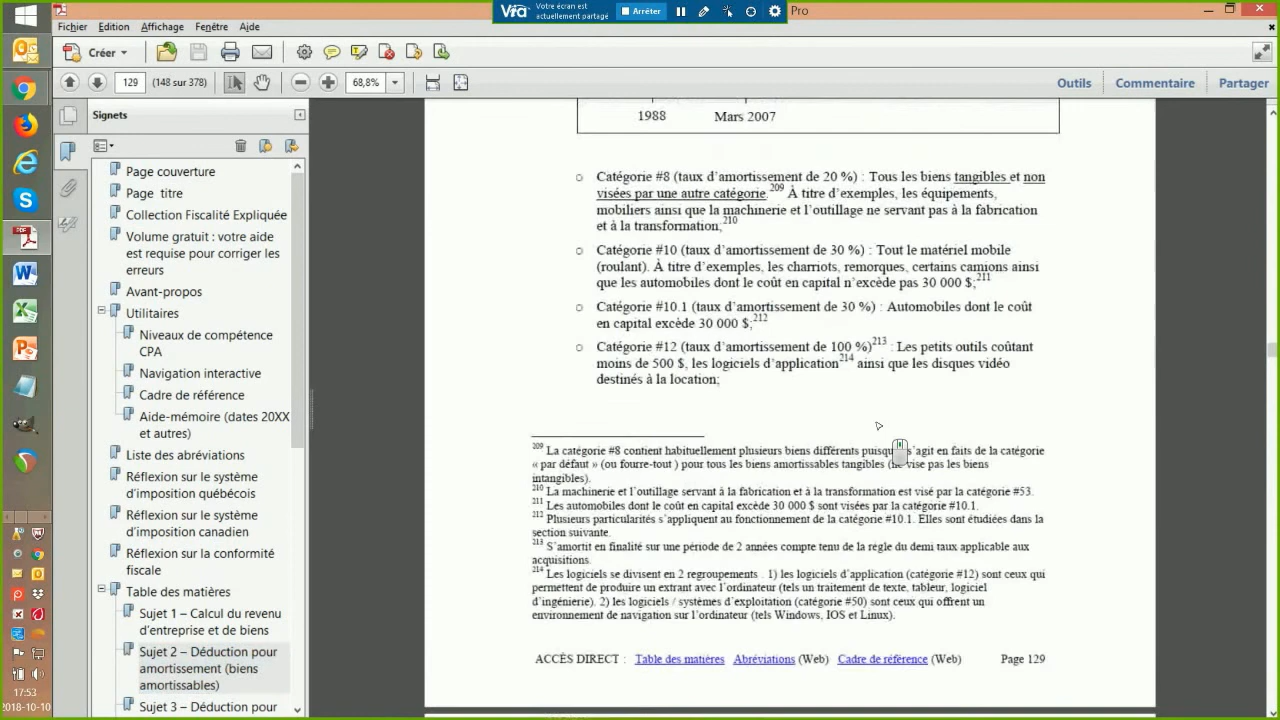 Votre écran est
actuellement partagé
Arrêter
Pro
Fichier Edition Affichage Fenêtre Aide
Créer
129 (148 sur 378) 68,8%
Outils Commentaire Partager
Signets
Page couverture
Page titre
Collection Fiscalité Expliquée
Volume gratuit : votre aide
est requise pour corriger les
erreurs
Avant-propos
Utilitaires
Niveaux de compétence
CPA
Navigation interactive
Cadre de référence
Aide-mémoire (dates 20XX
et autres)
Liste des abréviations
Réflexion sur le système
d'imposition québécois
Réflexion sur le système
d'imposition canadien
Réflexion sur la conformité
fiscale
Table des matières
Sujet 1 – Calcul du revenu
d'entreprise et de biens
Sujet 2 – Déduction pour
amortissement (biens
amortissables)
Sujet 3 – Déduction pour
1988 Mars 2007
o Catégorie #8 (taux d'amortissement de 20 %) : Tous les biens tangibles et non
visées par une autre catégorie.209 À titre d'exemples, les équipements,
mobiliers ainsi que la machinerie et l'outillage ne servant pas à la fabrication
et à la transformation;210
o Catégorie #10 (taux d'amortissement de 30 %) : Tout le matériel mobile
(roulant). À titre d'exemples, les charriots, remorques, certains camions ainsi
que les automobiles dont le coût en capital n'excède pas 30 000 $;211
o Catégorie #10.1 (taux d'amortissement de 30 %) : Automobiles dont le coût
en capital excède 30 000 $;212
o Catégorie #12 (taux d'amortissement de 100 %)213 : Les petits outils coûtant
moins de 500 $, les logiciels d'application214 ainsi que les disques vidéo
destinés à la location;
209 La catégorie #8 contient habituellement plusieurs biens différents s'agit en faits de la catégorie
« par défaut » (ou fourre-tout ) pour tous les biens amortissables tangibles vise pas les biens
intangibles).
210 La machinerie et l'outillage servant à la fabrication et à la transformation est visé par la catégorie #53.
211 Les automobiles dont le coût en capital excède 30 000 $ sont visées par la catégorie #10.1.
212 Plusieurs particularités s'appliquent au fonctionnement de la catégorie #10.1. Elles sont étudiées dans la
section suivante.
213 S'amortit en finalité sur une période de 2 années compte tenu de la règle du demi taux applicable aux
acquisitions.
214 Les logiciels se divisent en 2 regroupements . 1) les logiciels d'application (catégorie #12) sont ceux qui
permettent de produire un extrant avec l'ordinateur (tels un traitement de texte, tableur, logiciel
d'ingénierie). 2) les logiciels / systèmes d'exploitation (catégorie #50) sont ceux qui offrent un
environnement de navigation sur l'ordinateur (tels Windows, IOS et Linux).
ACCÈS DIRECT : Table des matières Abréviations (Web) Cadre de référence (Web) Page 129
17:53
2018-10-10